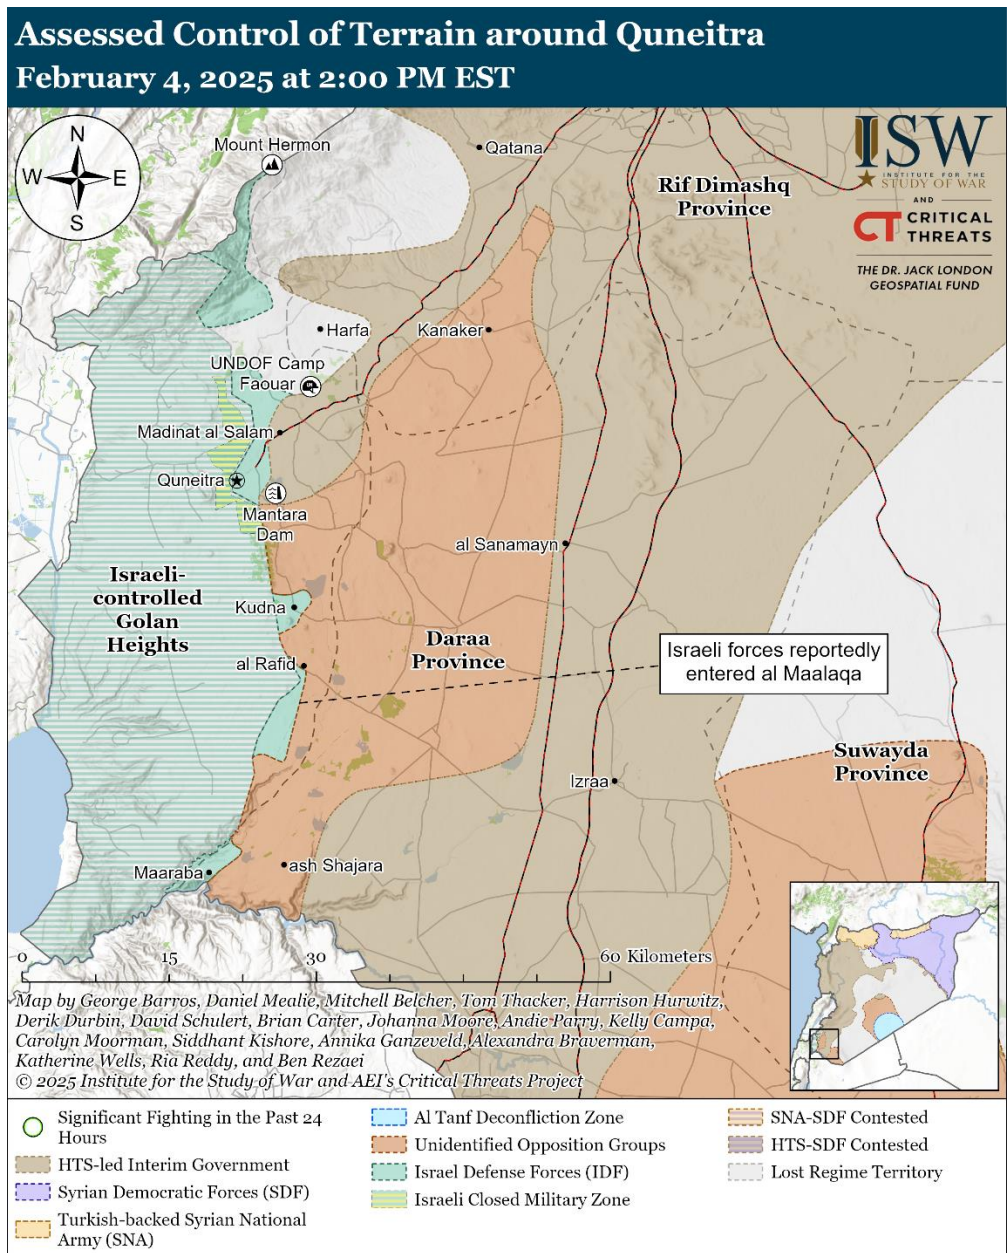 Assessed Control of Terrain around Quneitra
February 4, 2025 at 2:00 PM EST
N
W
E
S
Mount Hermon
Qatana
Rif Dimashq
Province
ISW
INSTITUTE FOR THE
STUDY OF WAR
AND
CT CRITICAL
THREATS
THE DR. JACK LONDON
GEOSPATIAL FUND
Harfa
Kanaker
UNDOF Camp
Faouar
Madinat al Salam
Quneitra
Mantara
Dam
al Sanamayn
Israeli-
controlled
Golan
Heights
Kudna
al Rafid
Daraa
Province
Israeli forces reportedly
entered al Maalaqa
Suwayda
Province
Izraa
Maaraba
ash Shajara
0
15
30
60 Kilometers
Map by George Barros, Daniel Mealie, Mitchell Belcher, Tom Thacker, Harrison Hurwitz,
Derik Durbin, David Schulert, Brian Carter, Johanna Moore, Andie Parry, Kelly Campa,
Carolyn Moorman, Siddhant Kishore, Annika Ganzeveld, Alexandra Braverman,
Katherine Wells, Ria Reddy, and Ben Rezaei
© 2025 Institute for the Study of War and AEI's Critical Threats Project
Significant Fighting in the Past 24
Hours
HTS-led Interim Government
Syrian Democratic Forces (SDF)
Turkish-backed Syrian National
Army (SNA)
Al Tanf Deconfliction Zone
Unidentified Opposition Groups
Israel Defense Forces (IDF)
Israeli Closed Military Zone
SNA-SDF Contested
HTS-SDF Contested
Lost Regime Territory